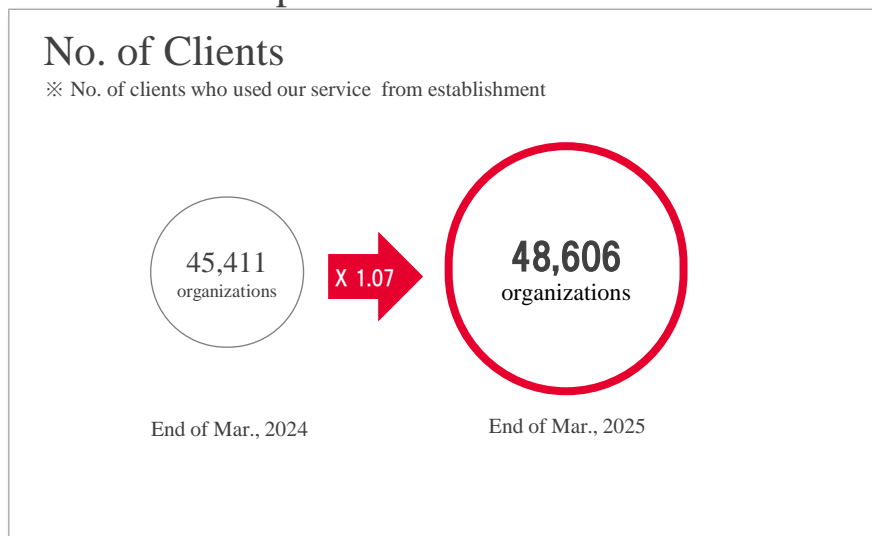 No. of Clients
※ No. of clients who used our service from establishment
45,411
organizations
X 1.07
48,606
organizations
End of Mar., 2024
End of Mar., 2025